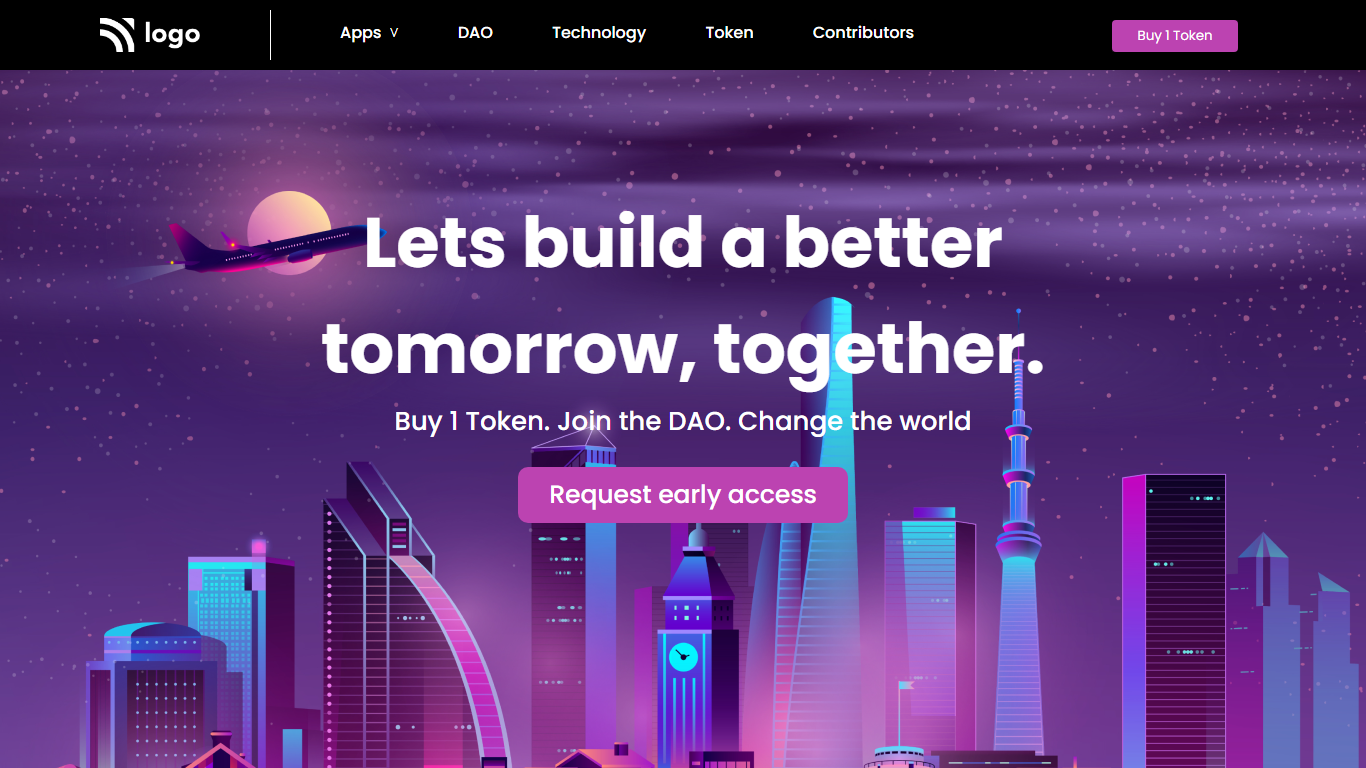 logo
Apps V
DAO
Technology
Token
Contributors
Buy 1 Token
Lets build a better
tomorrow, together.
Buy 1 Token. Join the DAO. Change the world
Request early access